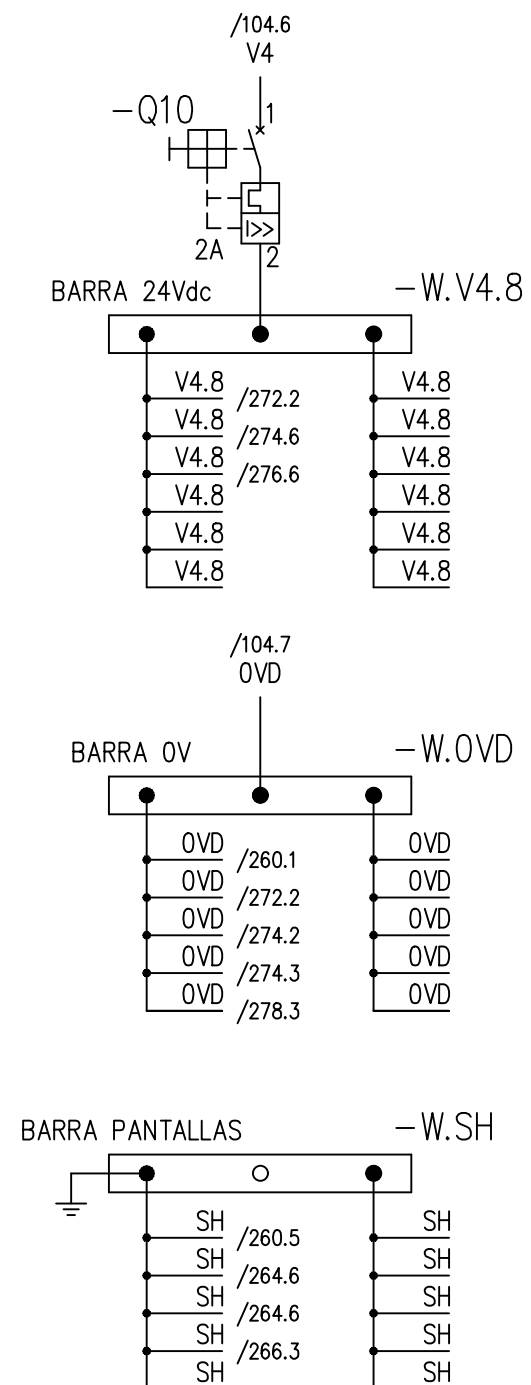 /104.6
V4
-Q10
1
2A
2
BARRA 24Vdc
-W.V4.8
V4.8 /272.2 V4.8
V4.8 /274.6 V4.8
V4.8 /276.6 V4.8
V4.8 V4.8
V4.8 V4.8
V4.8 V4.8
/104.7
0VD
BARRA 0V
-W.0VD
0VD /260.1 0VD
0VD /272.2 0VD
0VD /274.2 0VD
0VD /274.3 0VD
0VD /278.3 0VD
BARRA PANTALLAS
-W.SH
SH /260.5 SH
SH /264.6 SH
SH /264.6 SH
SH /266.3 SH
SH SH